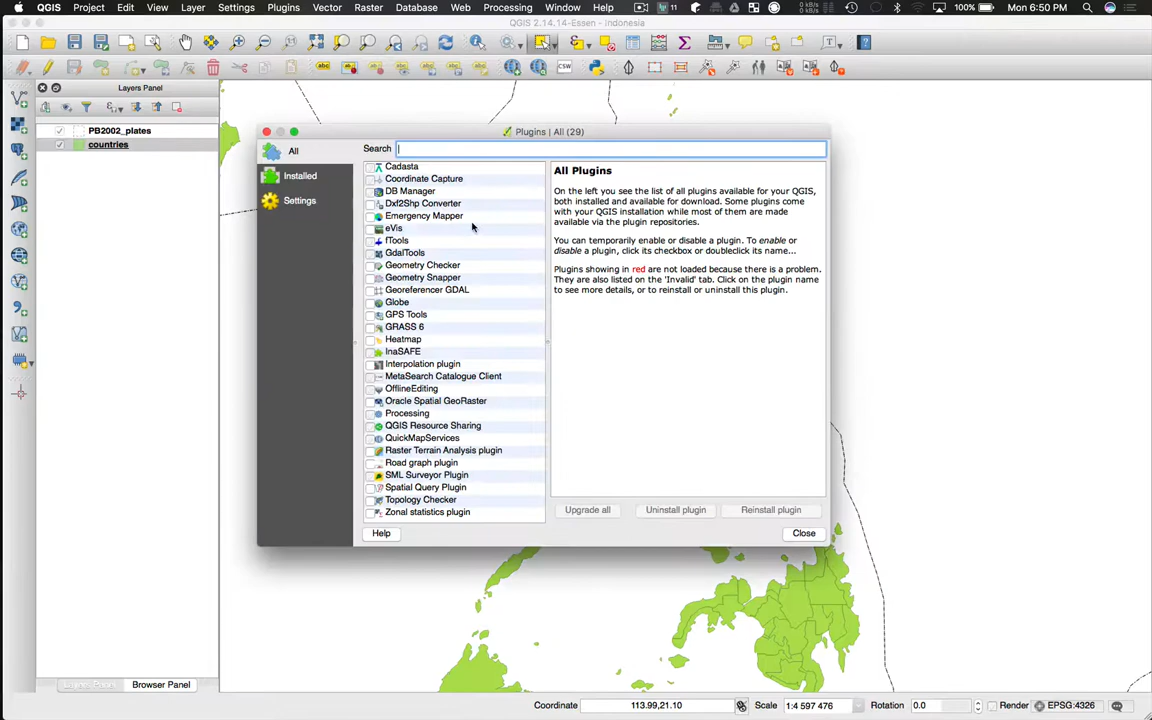 QGIS Project Edit View Layer Settings Plugins Vector Raster Database Web Processing Window Help 11 0 kB/s 0 kB/s 100% Mon 6:50 PM
QGIS 2.14.14-Essen - indonesia
Layers Panel
PB2002_plates
countries
Plugins | All (29)
All
Installed
Settings
Search
Cadasta
Coordinate Capture
DB Manager
Dxf2Shp Converter
Emergency Mapper
eVis
fTools
GdalTools
Geometry Checker
Geometry Snapper
Georeferencer GDAL
Globe
GPS Tools
GRASS 6
Heatmap
InaSAFE
Interpolation plugin
MetaSearch Catalogue Client
OfflineEditing
Oracle Spatial GeoRaster
Processing
QGIS Resource Sharing
QuickMapServices
Raster Terrain Analysis plugin
Road graph plugin
SML Surveyor Plugin
Spatial Query Plugin
Topology Checker
Zonal statistics plugin
All Plugins
On the left you see the list of all plugins available for your QGIS,
both installed and available for download. Some plugins come
with your QGIS installation while most of them are made
available via the plugin repositories.
You can temporarily enable or disable a plugin. To enable or
disable a plugin, click its checkbox or doubleclick its name...
Plugins showing in red are not loaded because there is a problem.
They are also listed on the 'Invalid' tab. Click on the plugin name
to see more details, or to reinstall or uninstall this plugin.
Upgrade all Uninstall plugin Reinstall plugin
Help Close
Layers Panel Browser Panel
Coordinate 113.99,21.10 Scale 1:4 597 476 Rotation 0.0 Render EPSG:4326